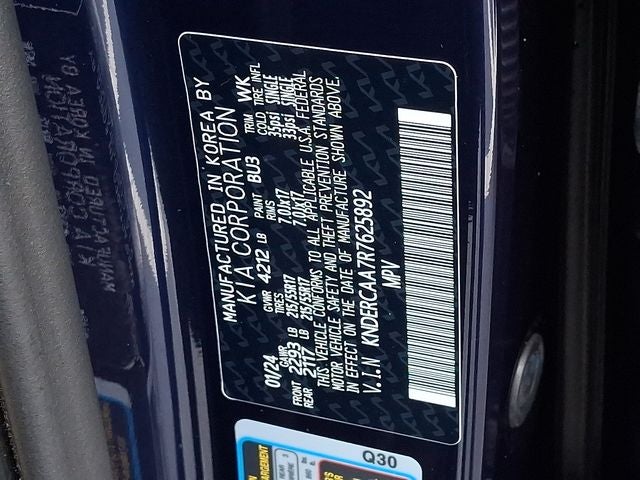 MANUFACTURED IN KOREA BY
KIA CORPORATION
07/24 GVWR 4212 LB PAINT BU3 TRIM WK
GAWR TIRES RIMS COLD TIRE INFL
FRONT 2293 LB 215/55R17 7.0Jx17 35psi SINGLE
REAR 2117 LB 215/55R17 7.0Jx17 33psi SINGLE
THIS VEHICLE CONFORMS TO ALL APPLICABLE U.S.A. FEDERAL
MOTOR VEHICLE SAFETY AND THEFT PREVENTION STANDARDS
IN EFFECT ON THE DATE OF MANUFACTURE SHOWN ABOVE.
V.I.N KNDERCAA7R7625892
MPV
Q30